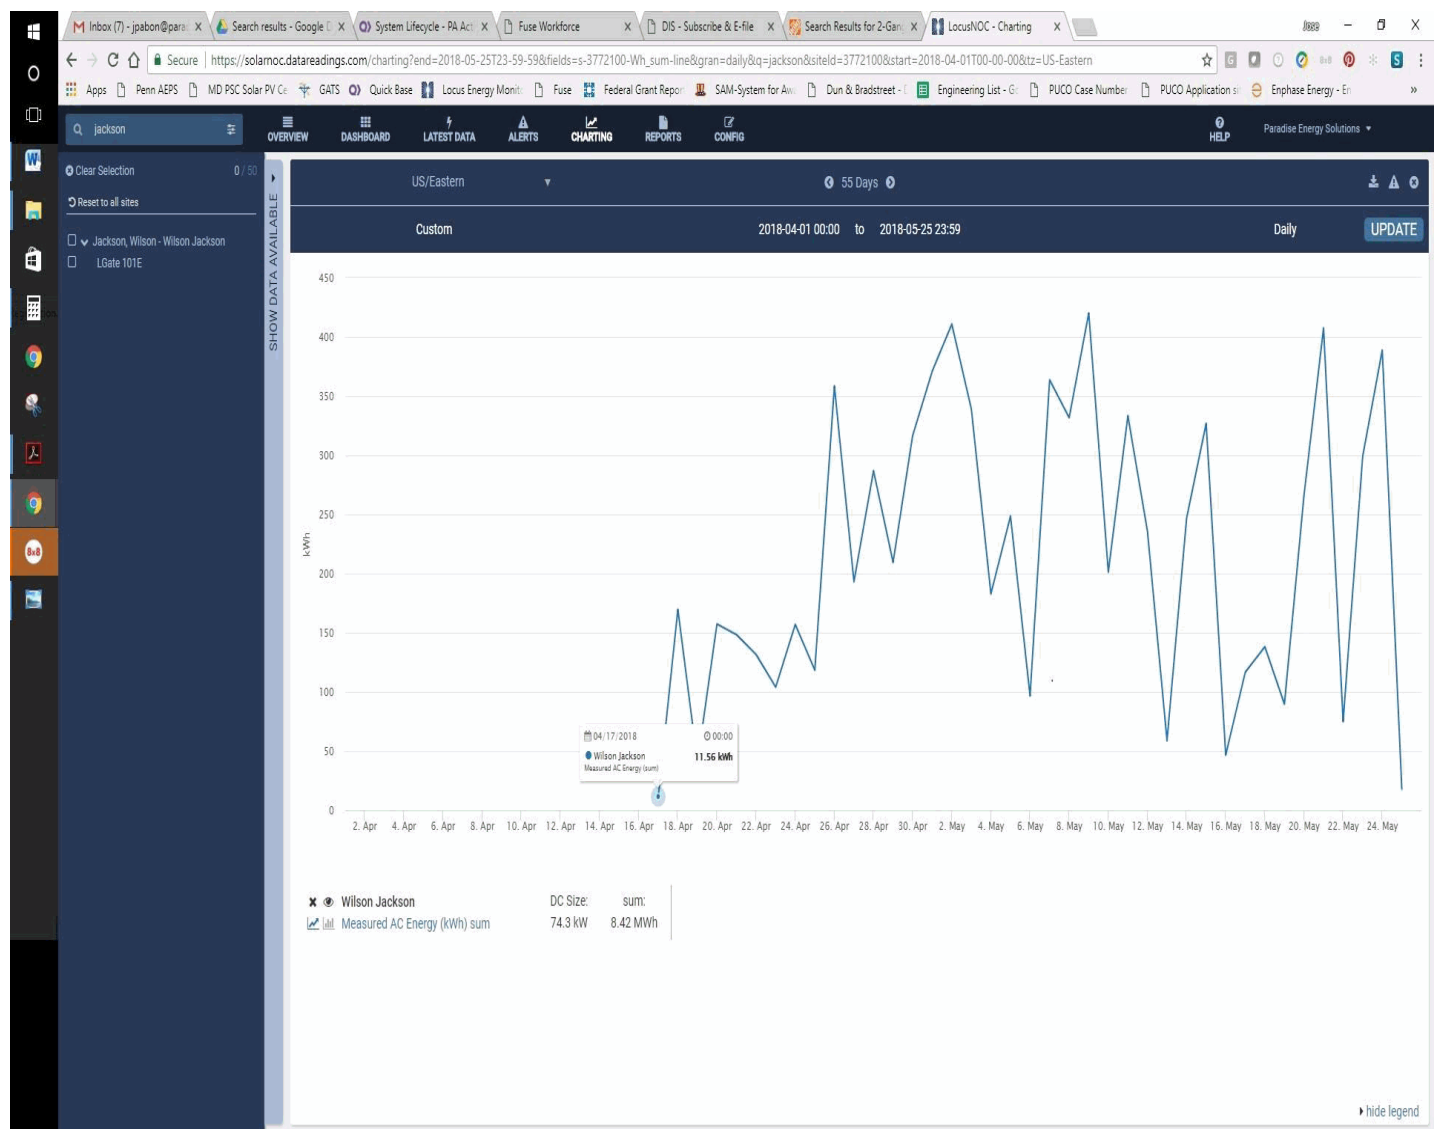 M Inbox (7) - jpabon@para
Search results - Google D
System Lifecycle - PA Act
Fuse Workforce
DIS - Subscribe & E-file
Search Results for 2-Gang
LocusNOC - Charting
Jose
Secure | https://solarnoc.datareadings.com/charting?end=2018-05-25T23-59-59&fields=s-3772100-Wh_sum-line&gran=daily&q=jackson&siteId=3772100&start=2018-04-01T00-00-00&tz=US-Eastern
Apps Penn AEPS MD PSC Solar PV Ce GATS Quick Base Locus Energy Monit Fuse Federal Grant Repor SAM-System for Aw Dun & Bradstreet - Engineering List - G PUCO Case Number PUCO Application Enphase Energy - En »
jackson
OVERVIEW DASHBOARD LATEST DATA ALERTS CHARTING REPORTS CONFIG
HELP
Paradise Energy Solutions
Clear Selection 0 / 50
Reset to all sites
Jackson, Wilson - Wilson Jackson
LGate 101E
SHOW DATA AVAILABLE
US/Eastern 55 Days
Custom 2018-04-01 00:00 to 2018-05-25 23:59 Daily UPDATE
450
400
350
300
250
200
150
100
50
0
kWh
04/17/2018 00:00
Wilson Jackson 11.56 kWh
Measured AC Energy (sum)
2. Apr 4. Apr 6. Apr 8. Apr 10. Apr 12. Apr 14. Apr 16. Apr 18. Apr 20. Apr 22. Apr 24. Apr 26. Apr 28. Apr 30. Apr 2. May 4. May 6. May 8. May 10. May 12. May 14. May 16. May 18. May 20. May 22. May 24. May
Wilson Jackson DC Size: sum:
Measured AC Energy (kWh) sum 74.3 kW 8.42 MWh
hide legend